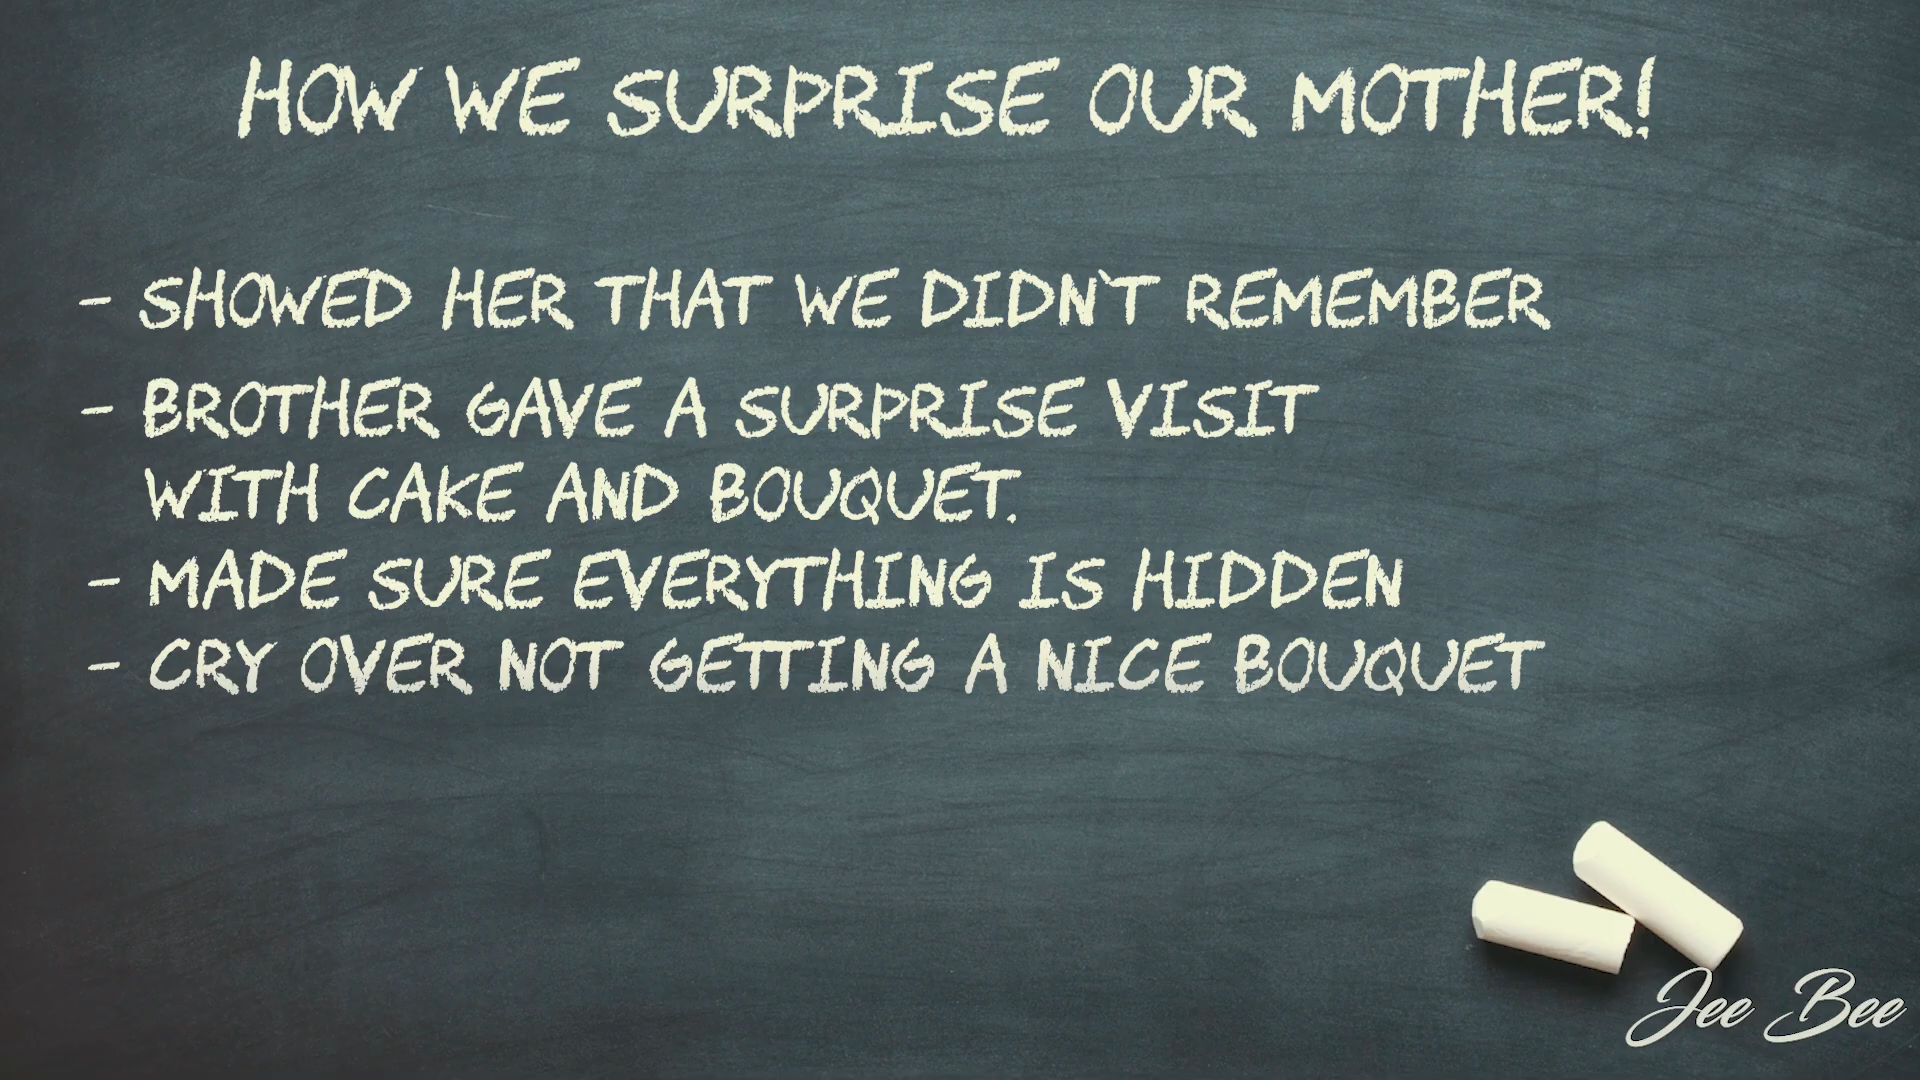 HOW WE SURPRISE OUR MOTHER!
- SHOWED HER THAT WE DIDN'T REMEMBER
- BROTHER GAVE A SURPRISE VISIT
WITH CAKE AND BOUQUET.
- MADE SURE EVERYTHING IS HIDDEN
- CRY OVER NOT GETTING A NICE BOUQUET
Jee Bee